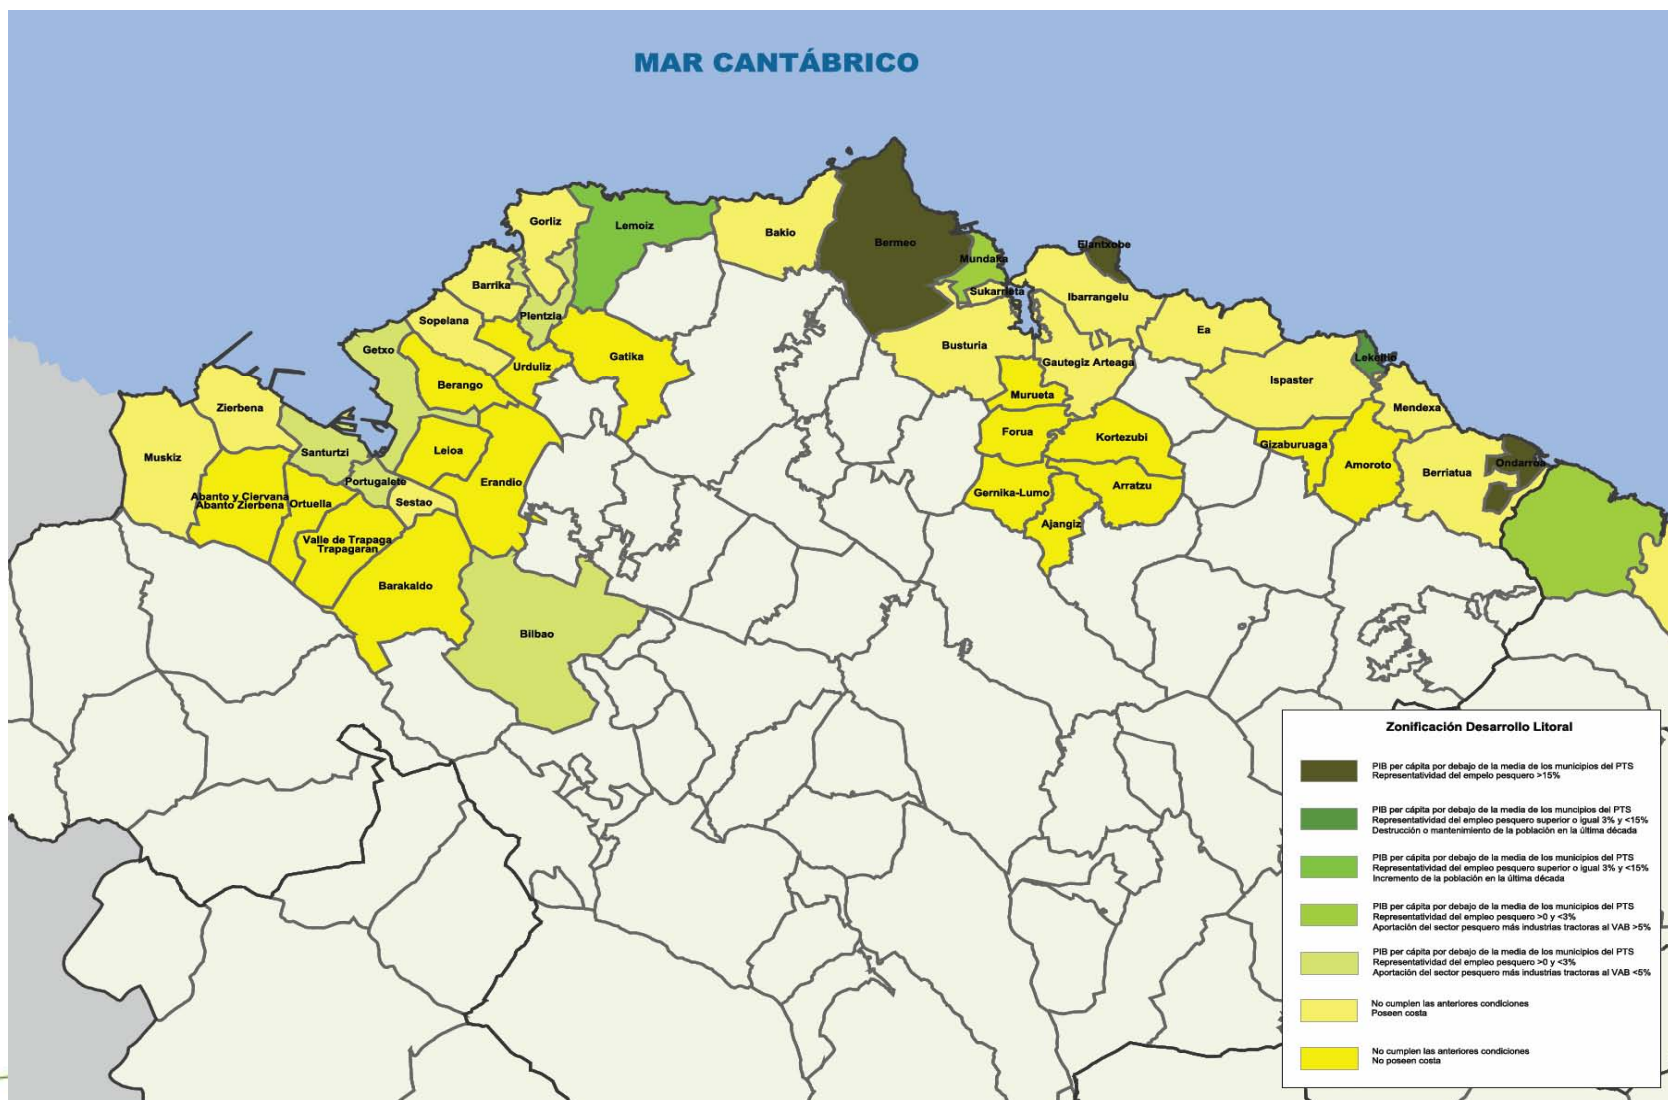 MAR CANTÁBRICO
Gorliz
Lemoiz
Bakio
Bermeo
Elantxobe
Mundaka
Barrika
Sukarrieta
Ibarrangelu
Plentzia
Sopelana
Ea
Getxo
Busturia
Gatika
Gautegiz Arteaga
Lekeitio
Urduliz
Berango
Ispaster
Murueta
Zierbena
Mendexa
Forua
Kortezubi
Gizaburuaga
Santurtzi
Leioa
Muskiz
Amoroto
Berriatua
Ondarroa
Portugalete
Erandio
Arratzu
Gernika-Lumo
Abanto y Ciervana
Abanto Zierbena
Ortuella
Sestao
Ajangiz
Valle de Trapaga
Trapagaran
Barakaldo
Bilbao
Zonificación Desarrollo Litoral
PIB per cápita por debajo de la media de los municipios del PTS
Representatividad del empelo pesquero >15%
PIB per cápita por debajo de la media de los muncipios del PTS
Representatividad del empleo pesquero superior o igual 3% y <15%
Destrucción o mantenimiento de la población en la última década
PIB per cápita por debajo de la media de los municipios del PTS
Representatividad del empleo pesquero superior o igual 3% y <15%
Incremento de la población en la última década
PIB per cápita por debajo de la media de los municipios del PTS
Representatividad del empleo pesquero >0 y <3%
Aportación del sector pesquero más industrias tractoras al VAB >5%
PIB per cápita por debajo de la media de los municipios del PTS
Representatividad del empleo pesquero >0 y <3%
Aportación del sector pesquero más industrias tractoras al VAB <5%
No cumplen las anteriores condiciones
Poseen costa
No cumplen las anteriores condiciones
No poseen costa